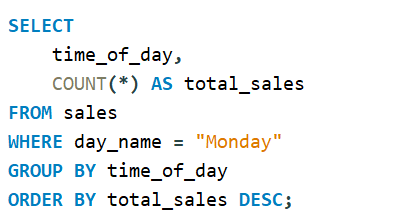 SELECT
    time_of_day,
    COUNT(*) AS total_sales
FROM sales
WHERE day_name = "Monday"
GROUP BY time_of_day
ORDER BY total_sales DESC;